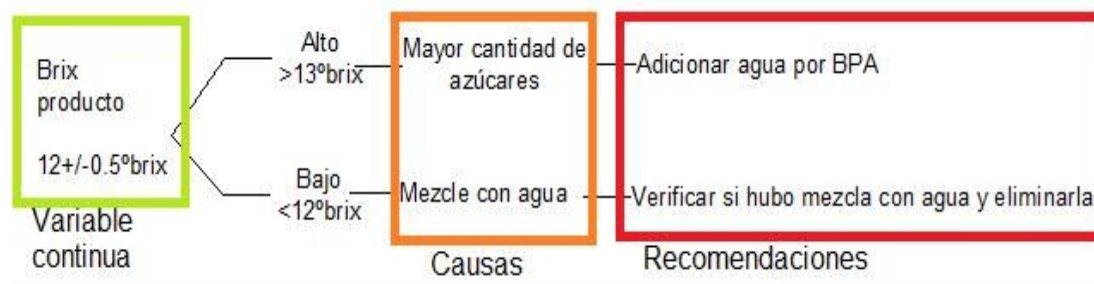 Brix
producto
12+/-0.5ºbrix
Variable
continua
Alto
>13ºbrix
Bajo
<12ºbrix
Mayor cantidad de
azúcares
Mezcle con agua
Causas
Adicionar agua por BPA
Verificar si hubo mezcla con agua y eliminarla
Recomendaciones